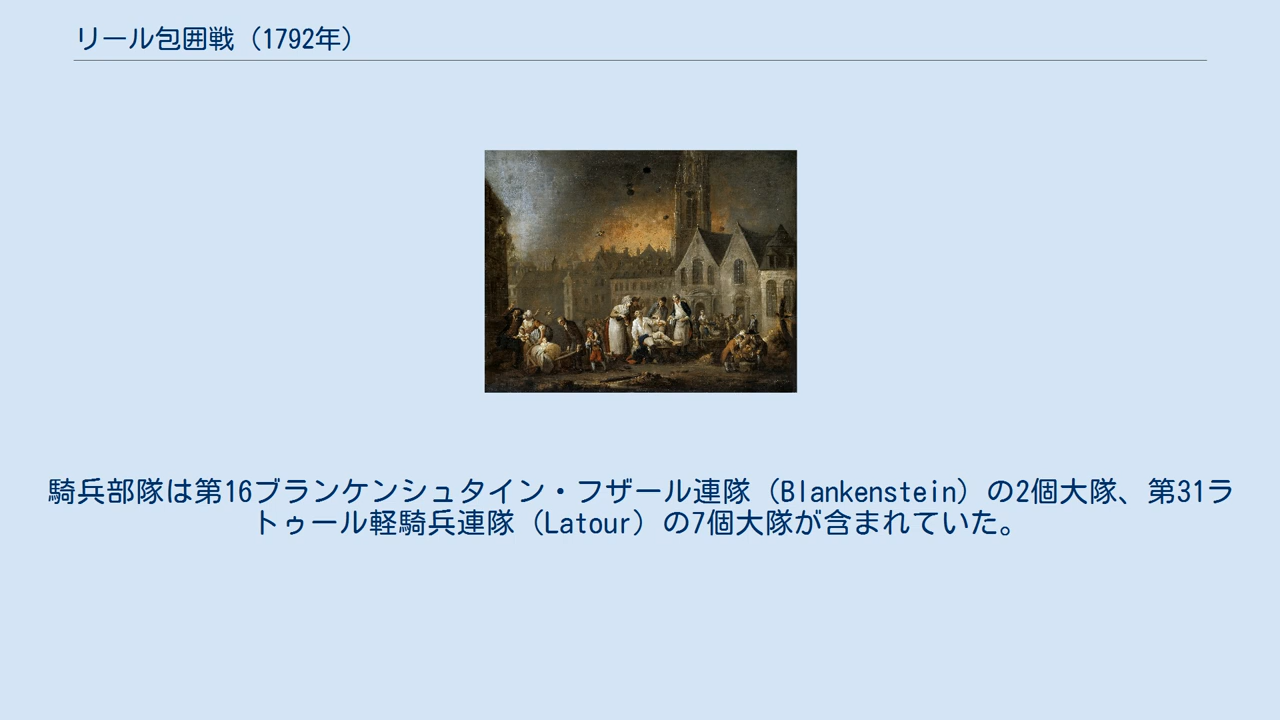 リール包囲戦（1792年）
騎兵部隊は第16ブランケンシュタイン・フザール連隊（Blankenstein）の2個大隊、第31ラ
トゥール軽騎兵連隊（Latour）の7個大隊が含まれていた。